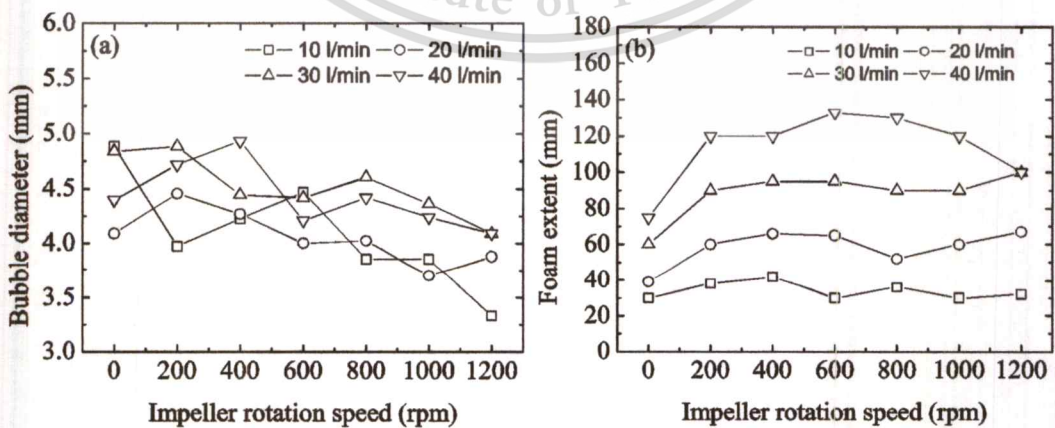 ate of T
6.0
5.5
5.0
4.5
4.0
3.5
3.0
Bubble diameter (mm)
(a)
10 l/min 20 l/min
30 l/min 40 l/min
0 200 400 600 800 1000 1200
Impeller rotation speed (rpm)
180
160
140
120
100
80
60
40
20
0
Foam extent (mm)
(b)
10 l/min 20 l/min
30 l/min 40 l/min
0 200 400 600 800 1000 1200
Impeller rotation speed (rpm)